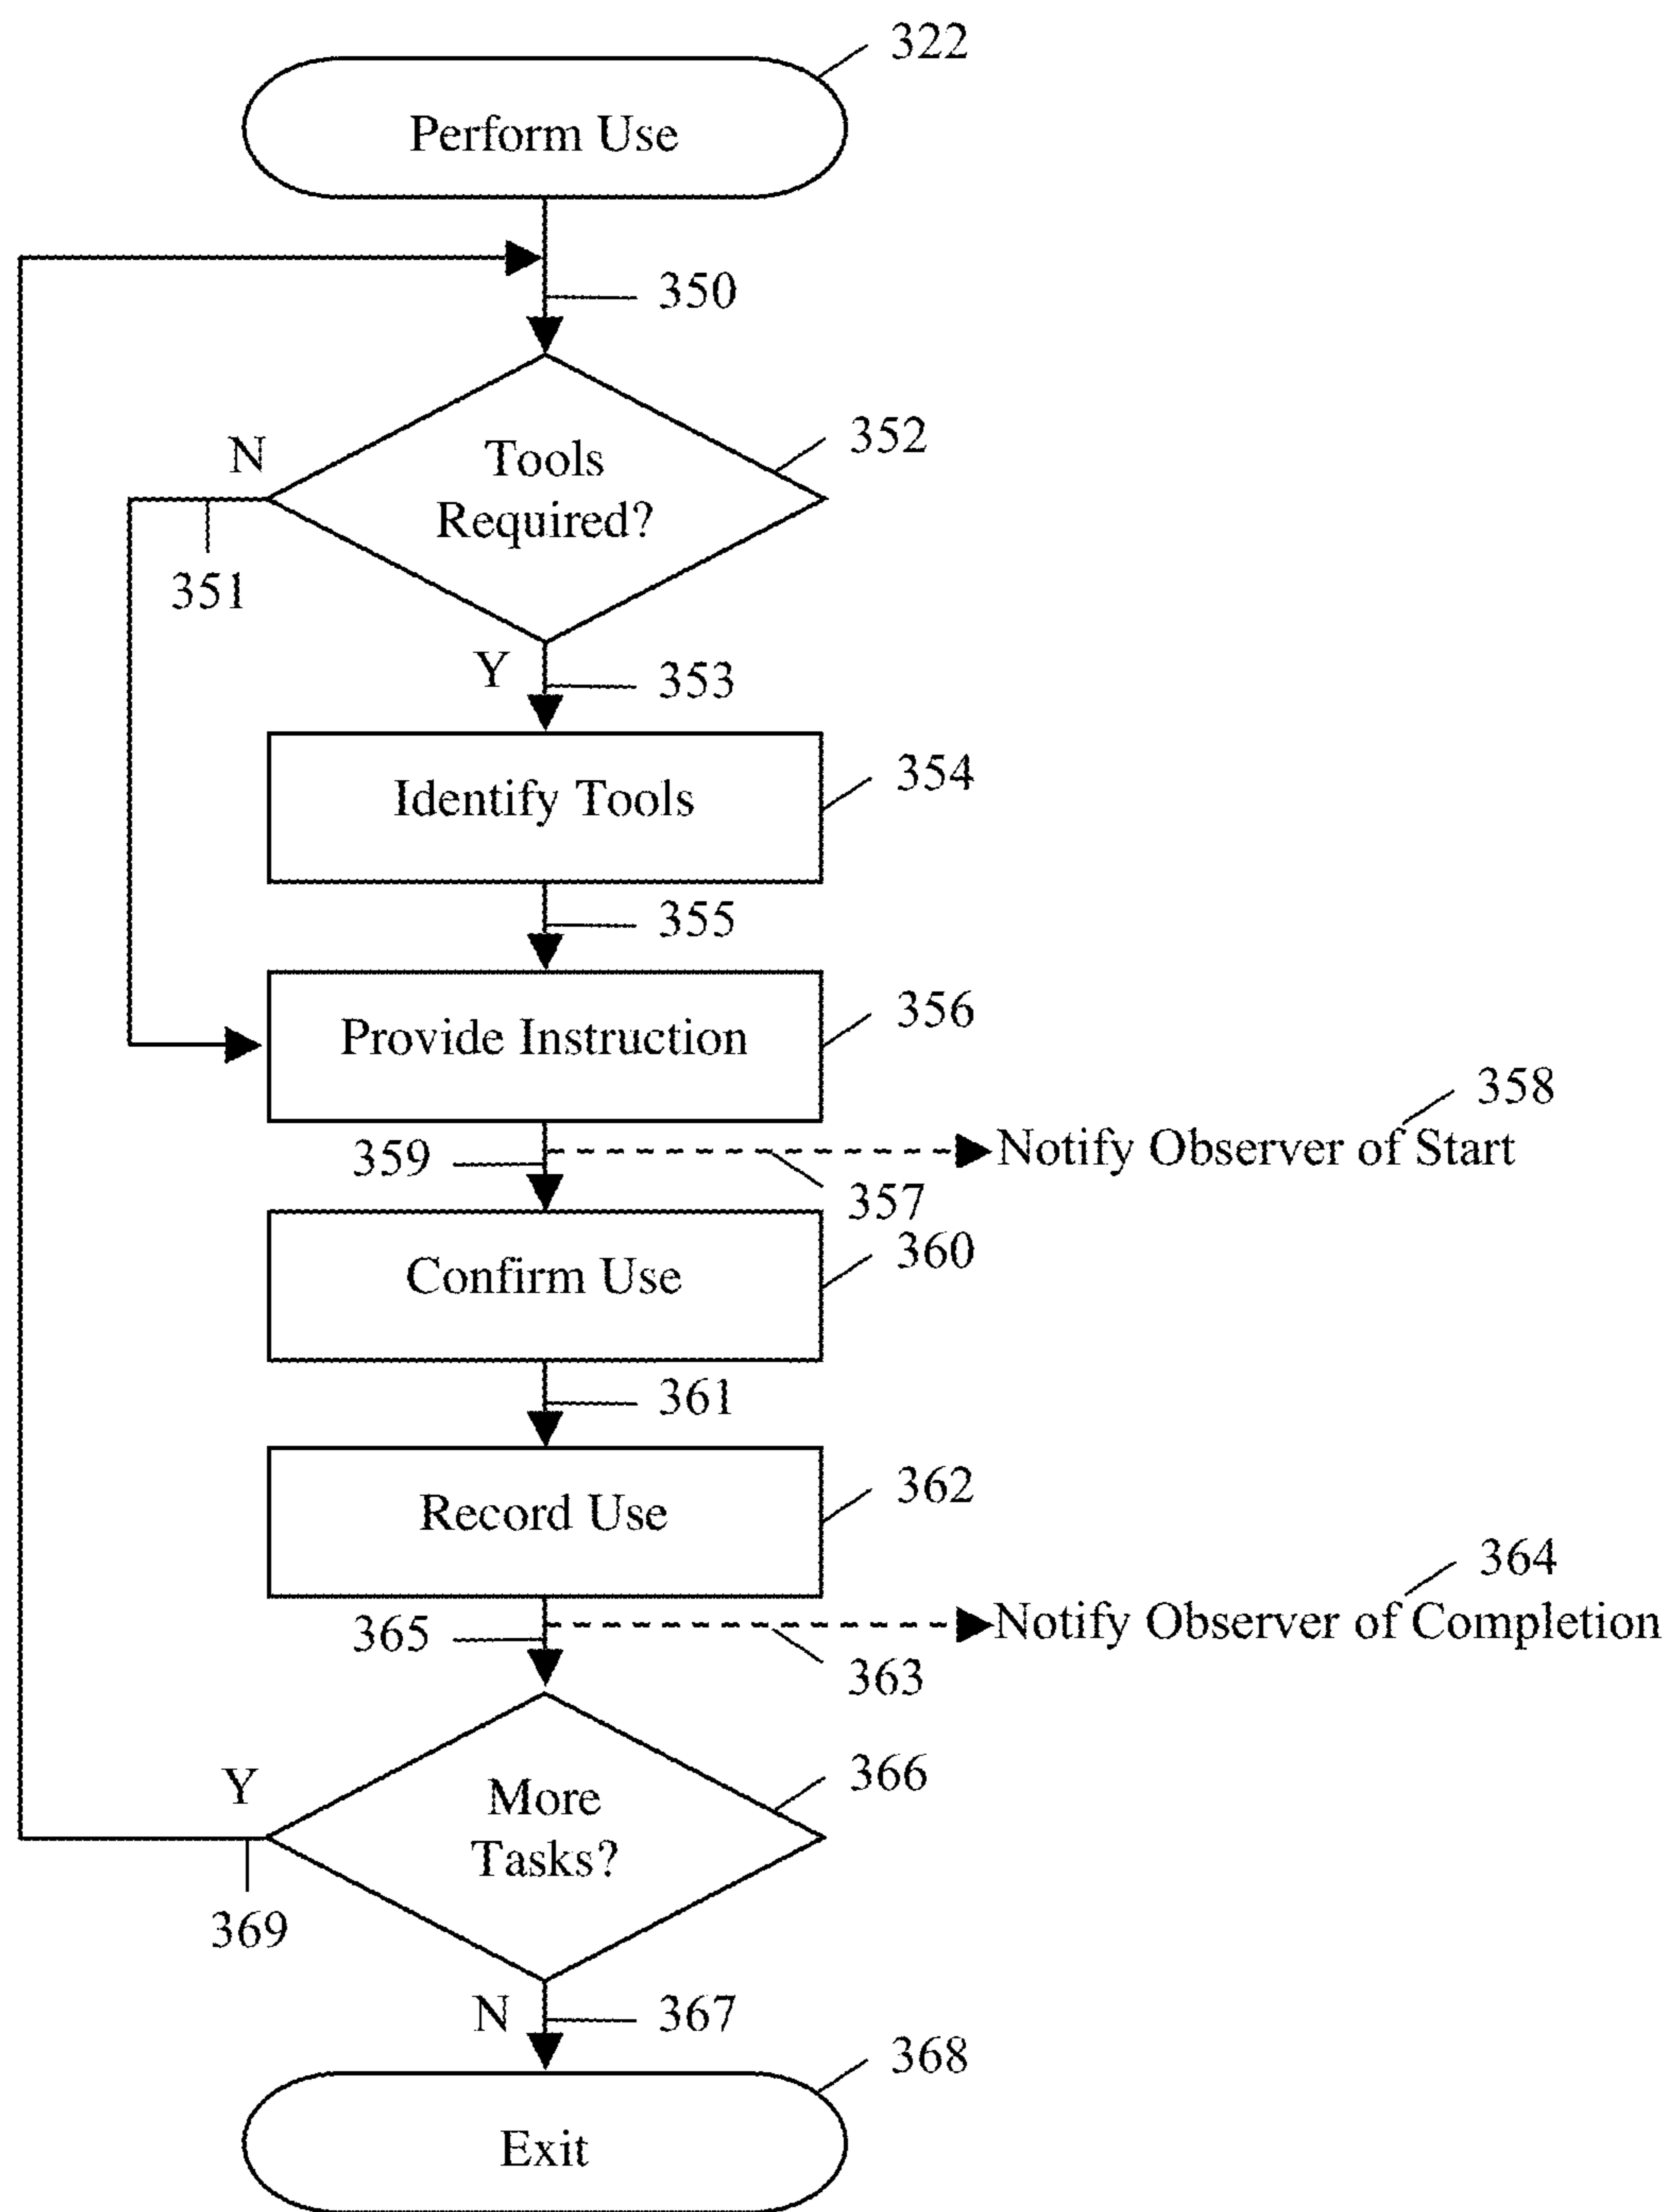 322
Perform Use
350
N
Tools
Required?
352
351
Y
353
Identify Tools
354
355
Provide Instruction
356
358
359
Notify Observer of Start
357
Confirm Use
360
361
Record Use
362
364
365
Notify Observer of Completion
363
Y
More
Tasks?
366
369
N
367
368
Exit